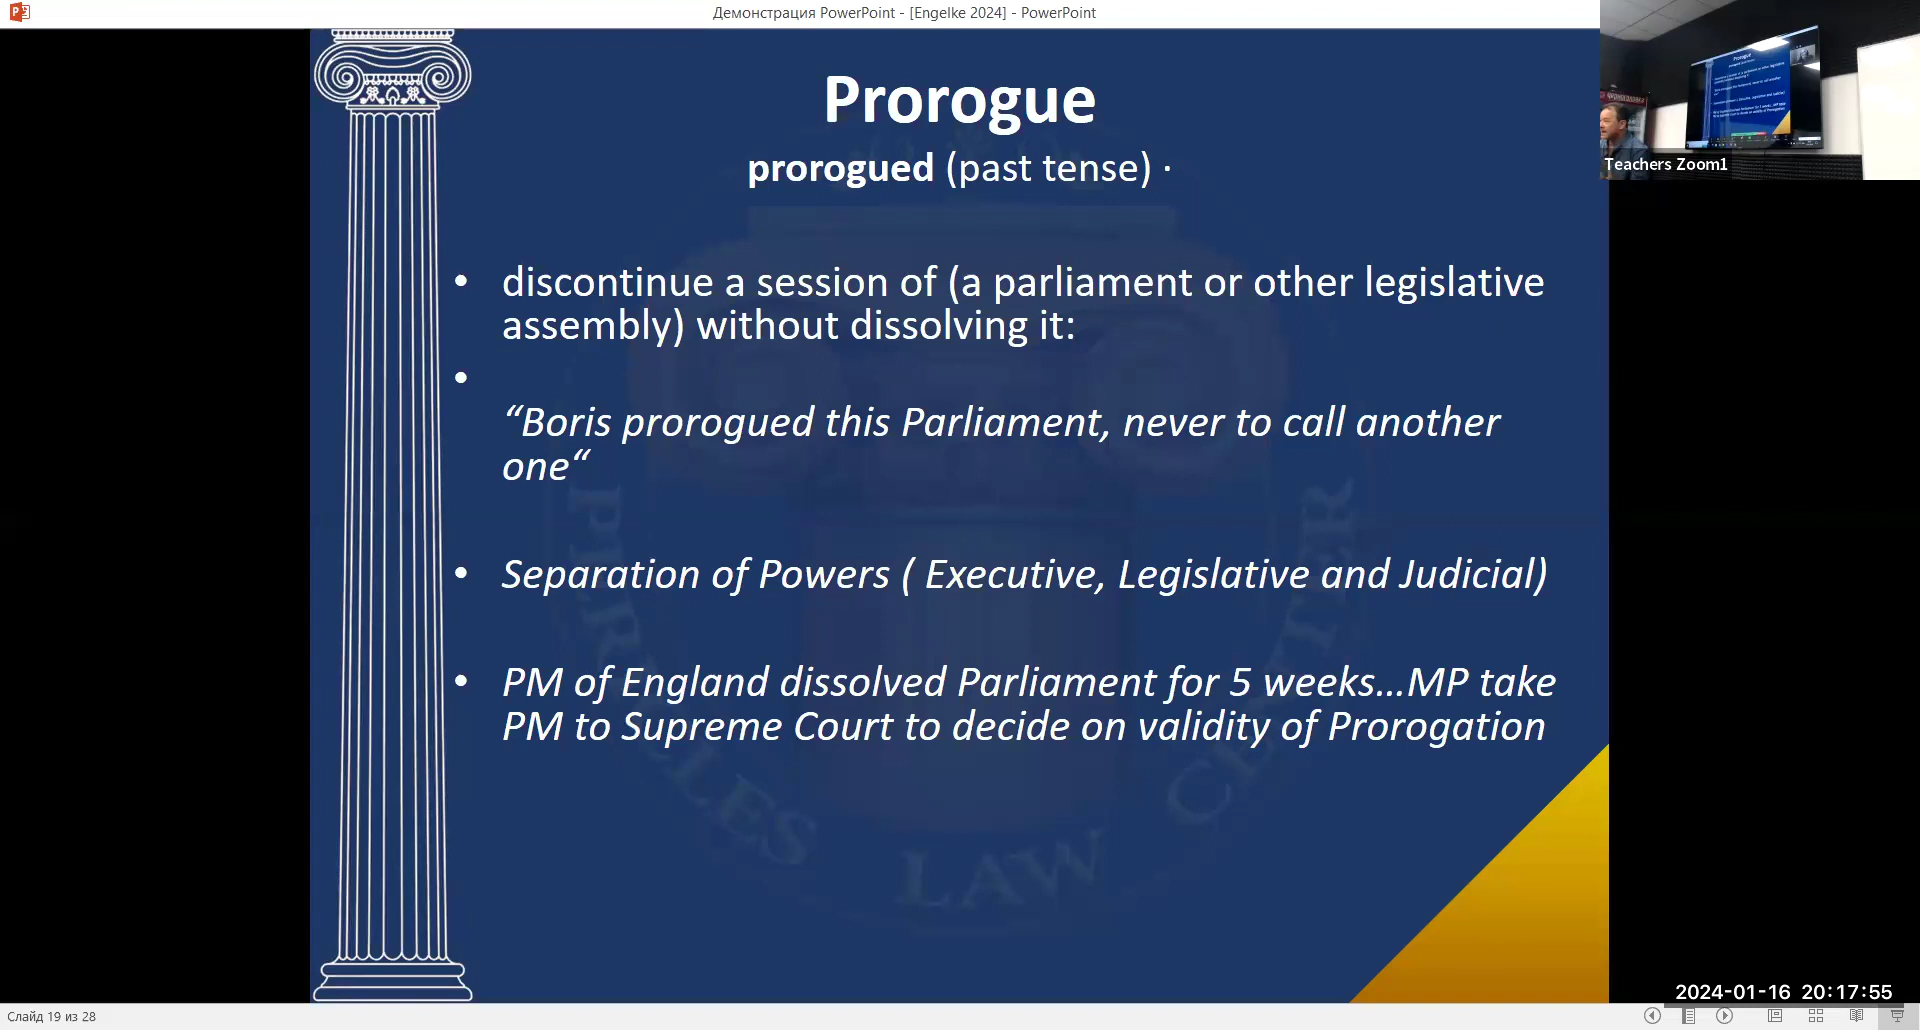 Демонстрация PowerPoint - [Engelke 2024] - PowerPoint
Prorogue
prorogued (past tense) ·
• discontinue a session of (a parliament or other legislative
assembly) without dissolving it:
•
“Boris prorogued this Parliament, never to call another
one“
• Separation of Powers ( Executive, Legislative and Judicial)
• PM of England dissolved Parliament for 5 weeks...MP take
PM to Supreme Court to decide on validity of Prorogation
PERICLES LAW CENTER
Teachers Zoom1
2024-01-16 20:17:55
Слайд 19 из 28